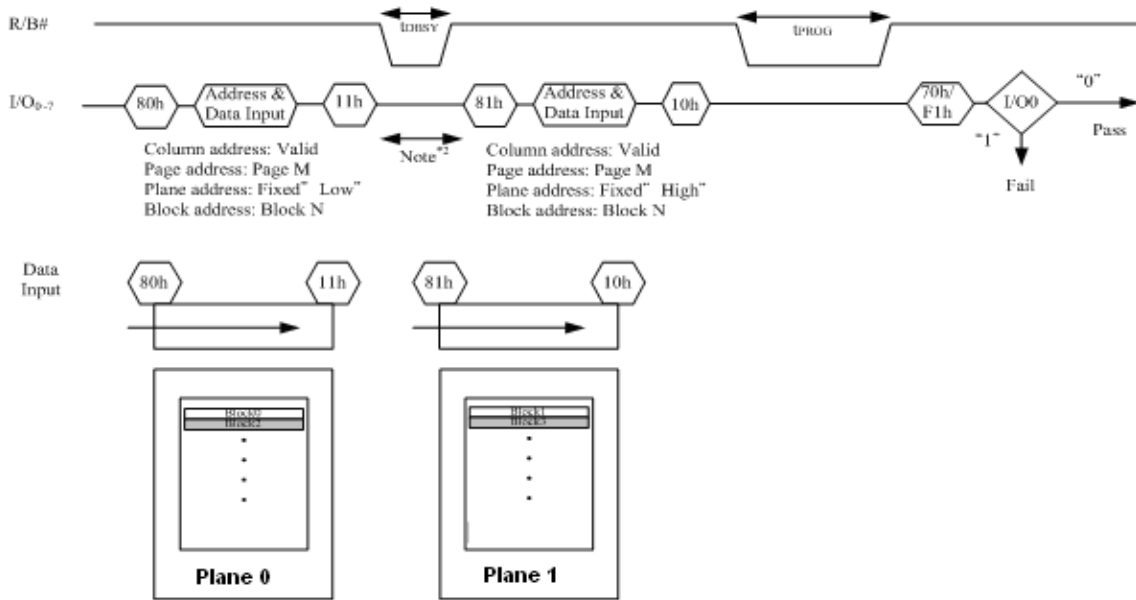 R/B#
tDBSY
tPROG
I/O0~7
80h
Address &
Data Input
11h
81h
Address &
Data Input
10h
70h/
F1h
I/O0
"0"
Pass
"1"
Fail
Column address: Valid
Page address: Page M
Plane address: Fixed" Low"
Block address: Block N
Note*2
Column address: Valid
Page address: Page M
Plane address: Fixed" High"
Block address: Block N
Data
Input
80h
11h
81h
10h
Block0
Block2
Block1
Block3
Plane 0
Plane 1